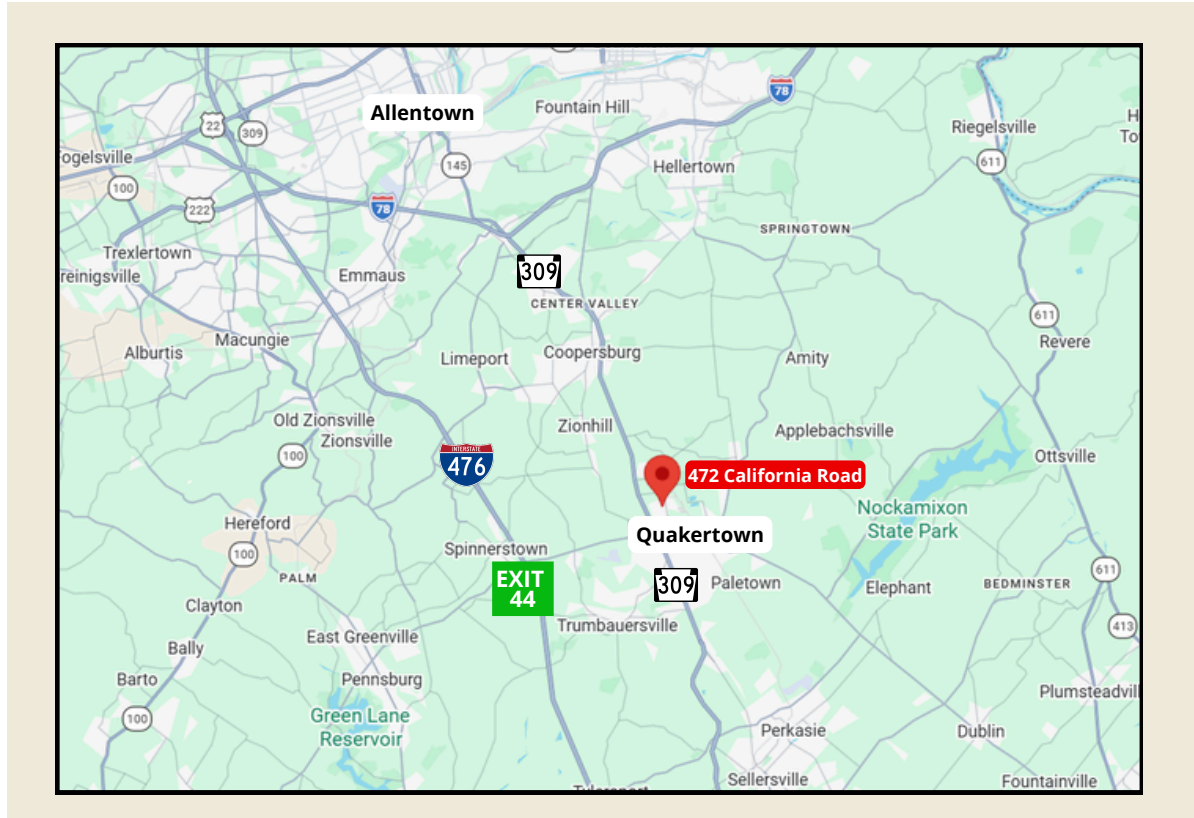 Allentown
Fountain Hill
78
22
309
Riegelsville
H
To
145
611
ogelsville
Hellertown
100
222
78
SPRINGTOWN
Trexlertown
309
reinigsville
Emmaus
CENTER VALLEY
611
Macungie
Revere
Alburtis
Limeport
Coopersburg
Amity
Old Zionsville
Zionhill
Zionsville
Applebachsville
100
INTERSTATE
476
Ottsville
472 California Road
Nockamixon
State Park
Hereford
Quakertown
100
Spinnerstown
PALM
EXIT
44
309
Paletown
Elephant
BEDMINSTER
611
Clayton
Trumbauersville
413
East Greenville
Bally
Barto
Pennsburg
Plumsteadvil
100
Green Lane
Reservoir
Perkasie
Dublin
Sellersville
Fountainville